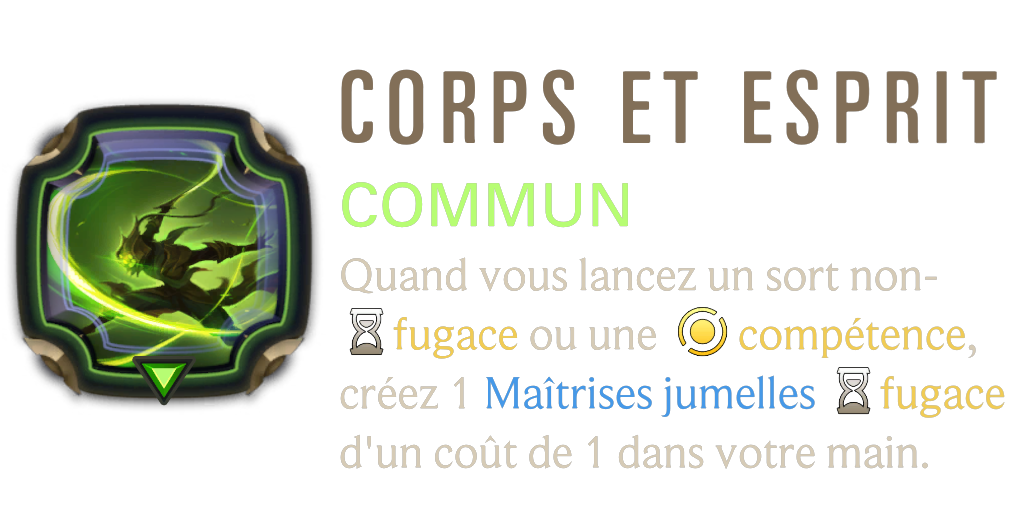 CORPS ET ESPRIT
COMMUN
Quand vous lancez un sort non-
fugace ou une compétence,
créez 1 Maîtrises jumelles fugace
d'un coût de 1 dans votre main.